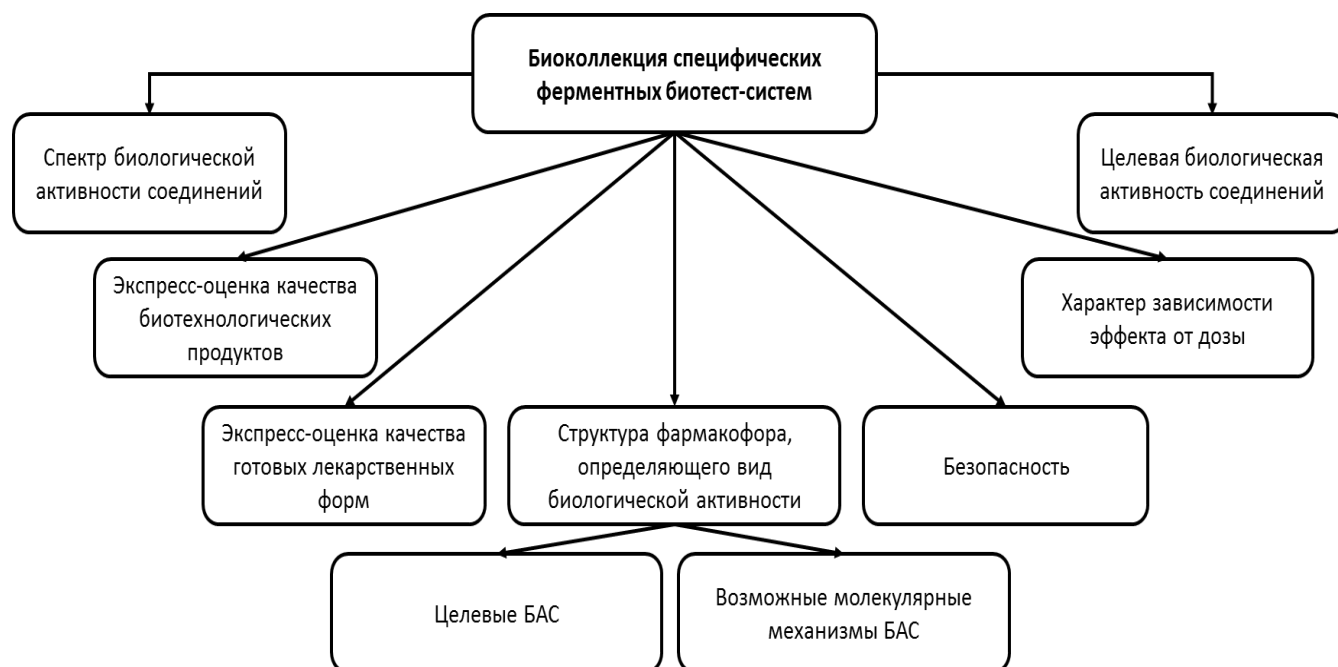 Биоколлекция специфических
ферментных биотест-систем
Спектр биологической
активности соединений
Целевая биологическая
активность соединений
Экспресс-оценка качества
биотехнологических
продуктов
Характер зависимости
эффекта от дозы
Экспресс-оценка качества
готовых лекарственных
форм
Структура фармакофора,
определяющего вид
биологической активности
Безопасность
Целевые БАС
Возможные молекулярные
механизмы БАС